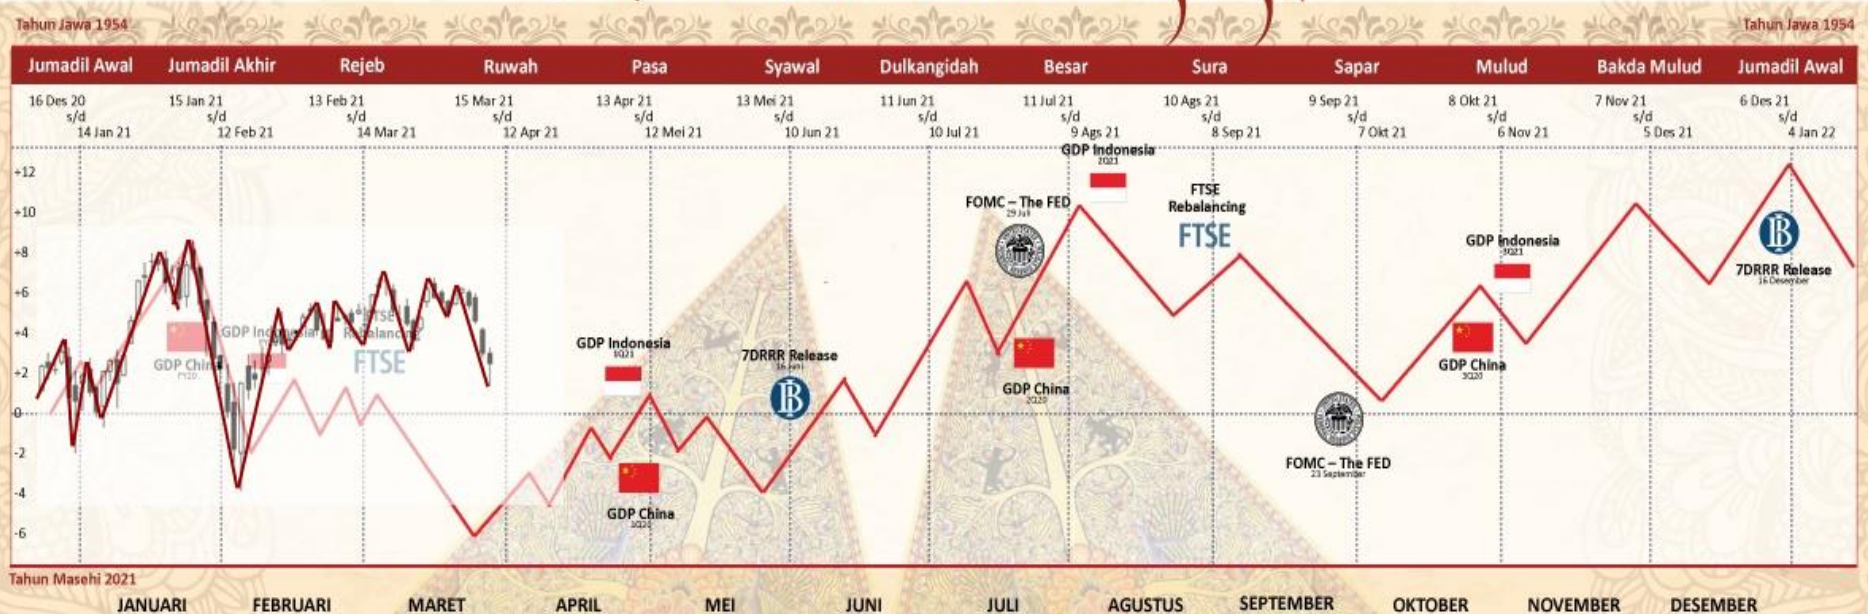 Tahun Jawa 1954
Tahun Jawa 1954
Jumadil Awal
Jumadil Akhir
Rejeb
Ruwah
Pasa
Syawal
Dulkangidah
Besar
Sura
Sapar
Mulud
Bakda Mulud
Jumadil Awal
16 Des 20
s/d
14 Jan 21
15 Jan 21
s/d
12 Feb 21
13 Feb 21
s/d
14 Mar 21
15 Mar 21
s/d
12 Apr 21
13 Apr 21
s/d
12 Mei 21
13 Mei 21
s/d
10 Jun 21
11 Jun 21
s/d
10 Jul 21
11 Jul 21
s/d
9 Ags 21
10 Ags 21
s/d
8 Sep 21
9 Sep 21
s/d
7 Okt 21
8 Okt 21
s/d
6 Nov 21
7 Nov 21
s/d
5 Des 21
6 Des 21
s/d
4 Jan 22
+12
+10
+8
+6
+4
+2
0
-2
-4
-6
GDP China
FY20
GDP Indonesia
FTSE
Rebalancing
FTSE
GDP Indonesia
1Q21
GDP China
1Q20
7DRRR Release
16 Juni
FOMC – The FED
29 Juli
GDP China
2Q20
GDP Indonesia
2Q21
FTSE
Rebalancing
FTSE
FOMC – The FED
23 September
GDP Indonesia
3Q21
GDP China
3Q20
7DRRR Release
16 Desember
Tahun Masehi 2021
JANUARI
FEBRUARI
MARET
APRIL
MEI
JUNI
JULI
AGUSTUS
SEPTEMBER
OKTOBER
NOVEMBER
DESEMBER